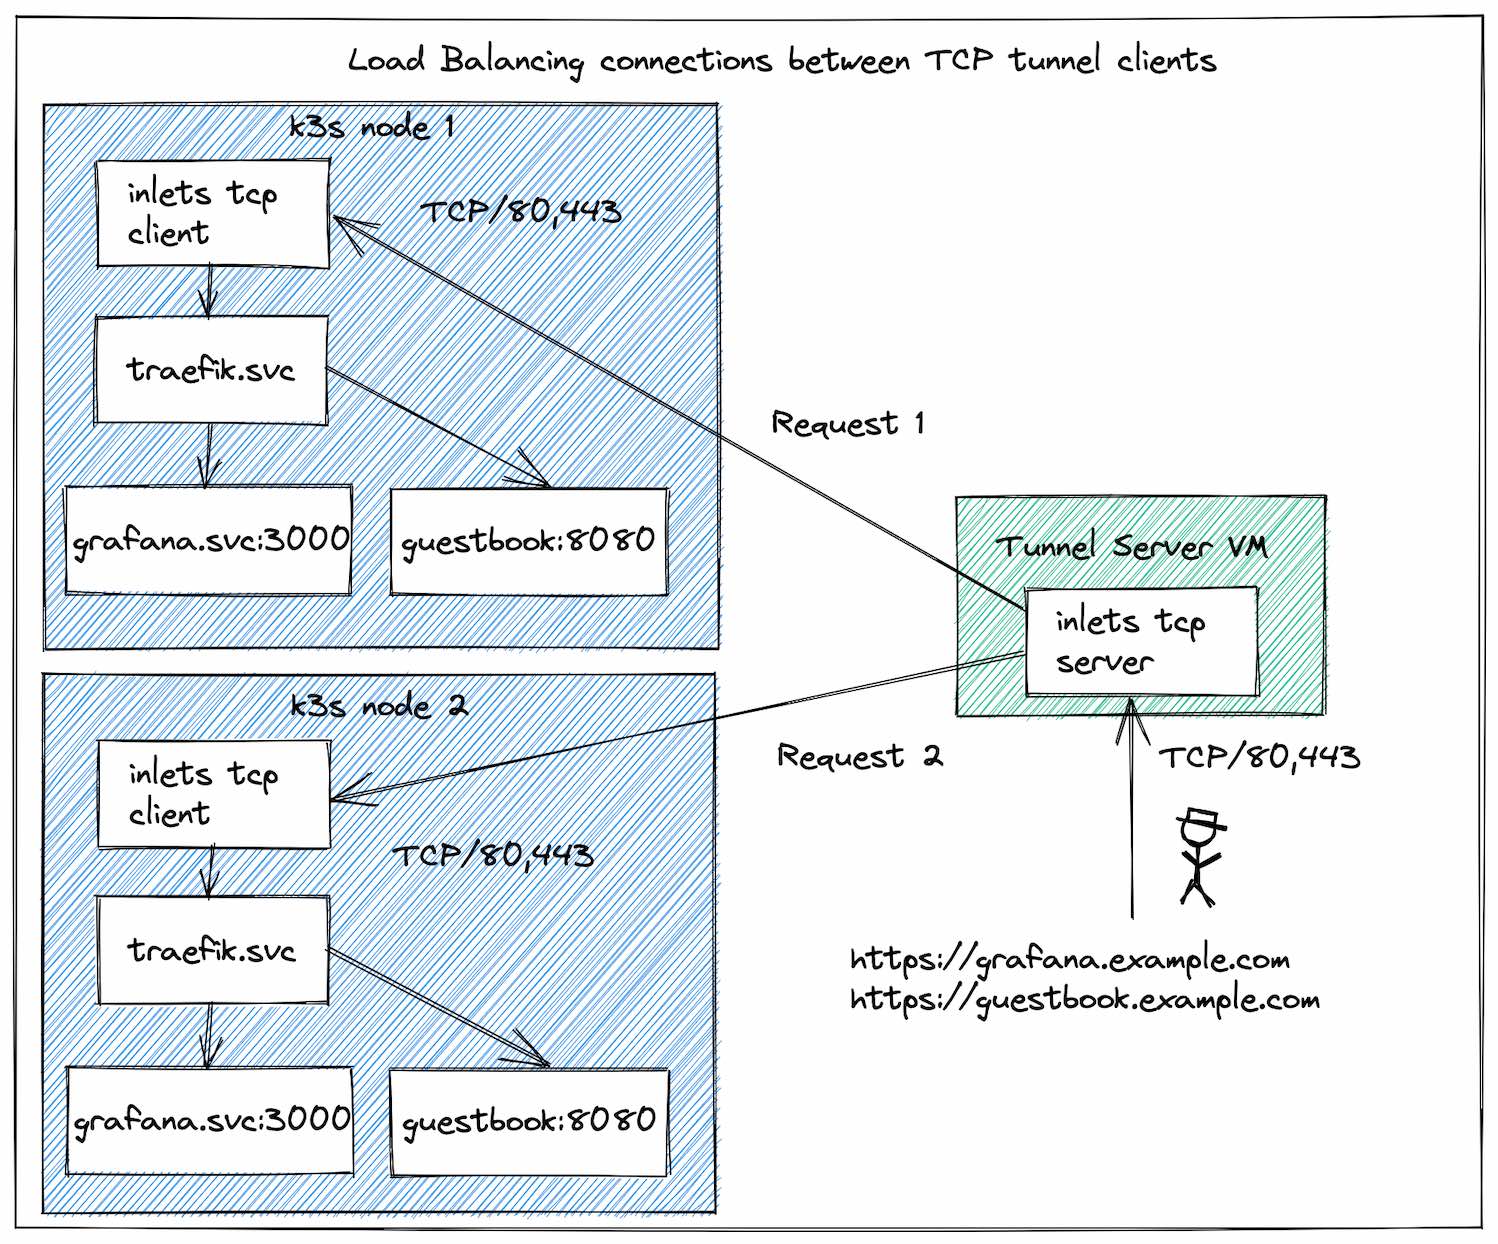 Load Balancing connections between TCP tunnel clients
k3s node 1
inlets tcp
client
TCP/80,443
traefik.svc
grafana.svc:3000
guestbook:8080
Request 1
Tunnel Server VM
inlets tcp
server
k3s node 2
inlets tcp
client
Request 2
TCP/80,443
TCP/80,443
traefik.svc
grafana.svc:3000
guestbook:8080
https://grafana.example.com
https://guestbook.example.com